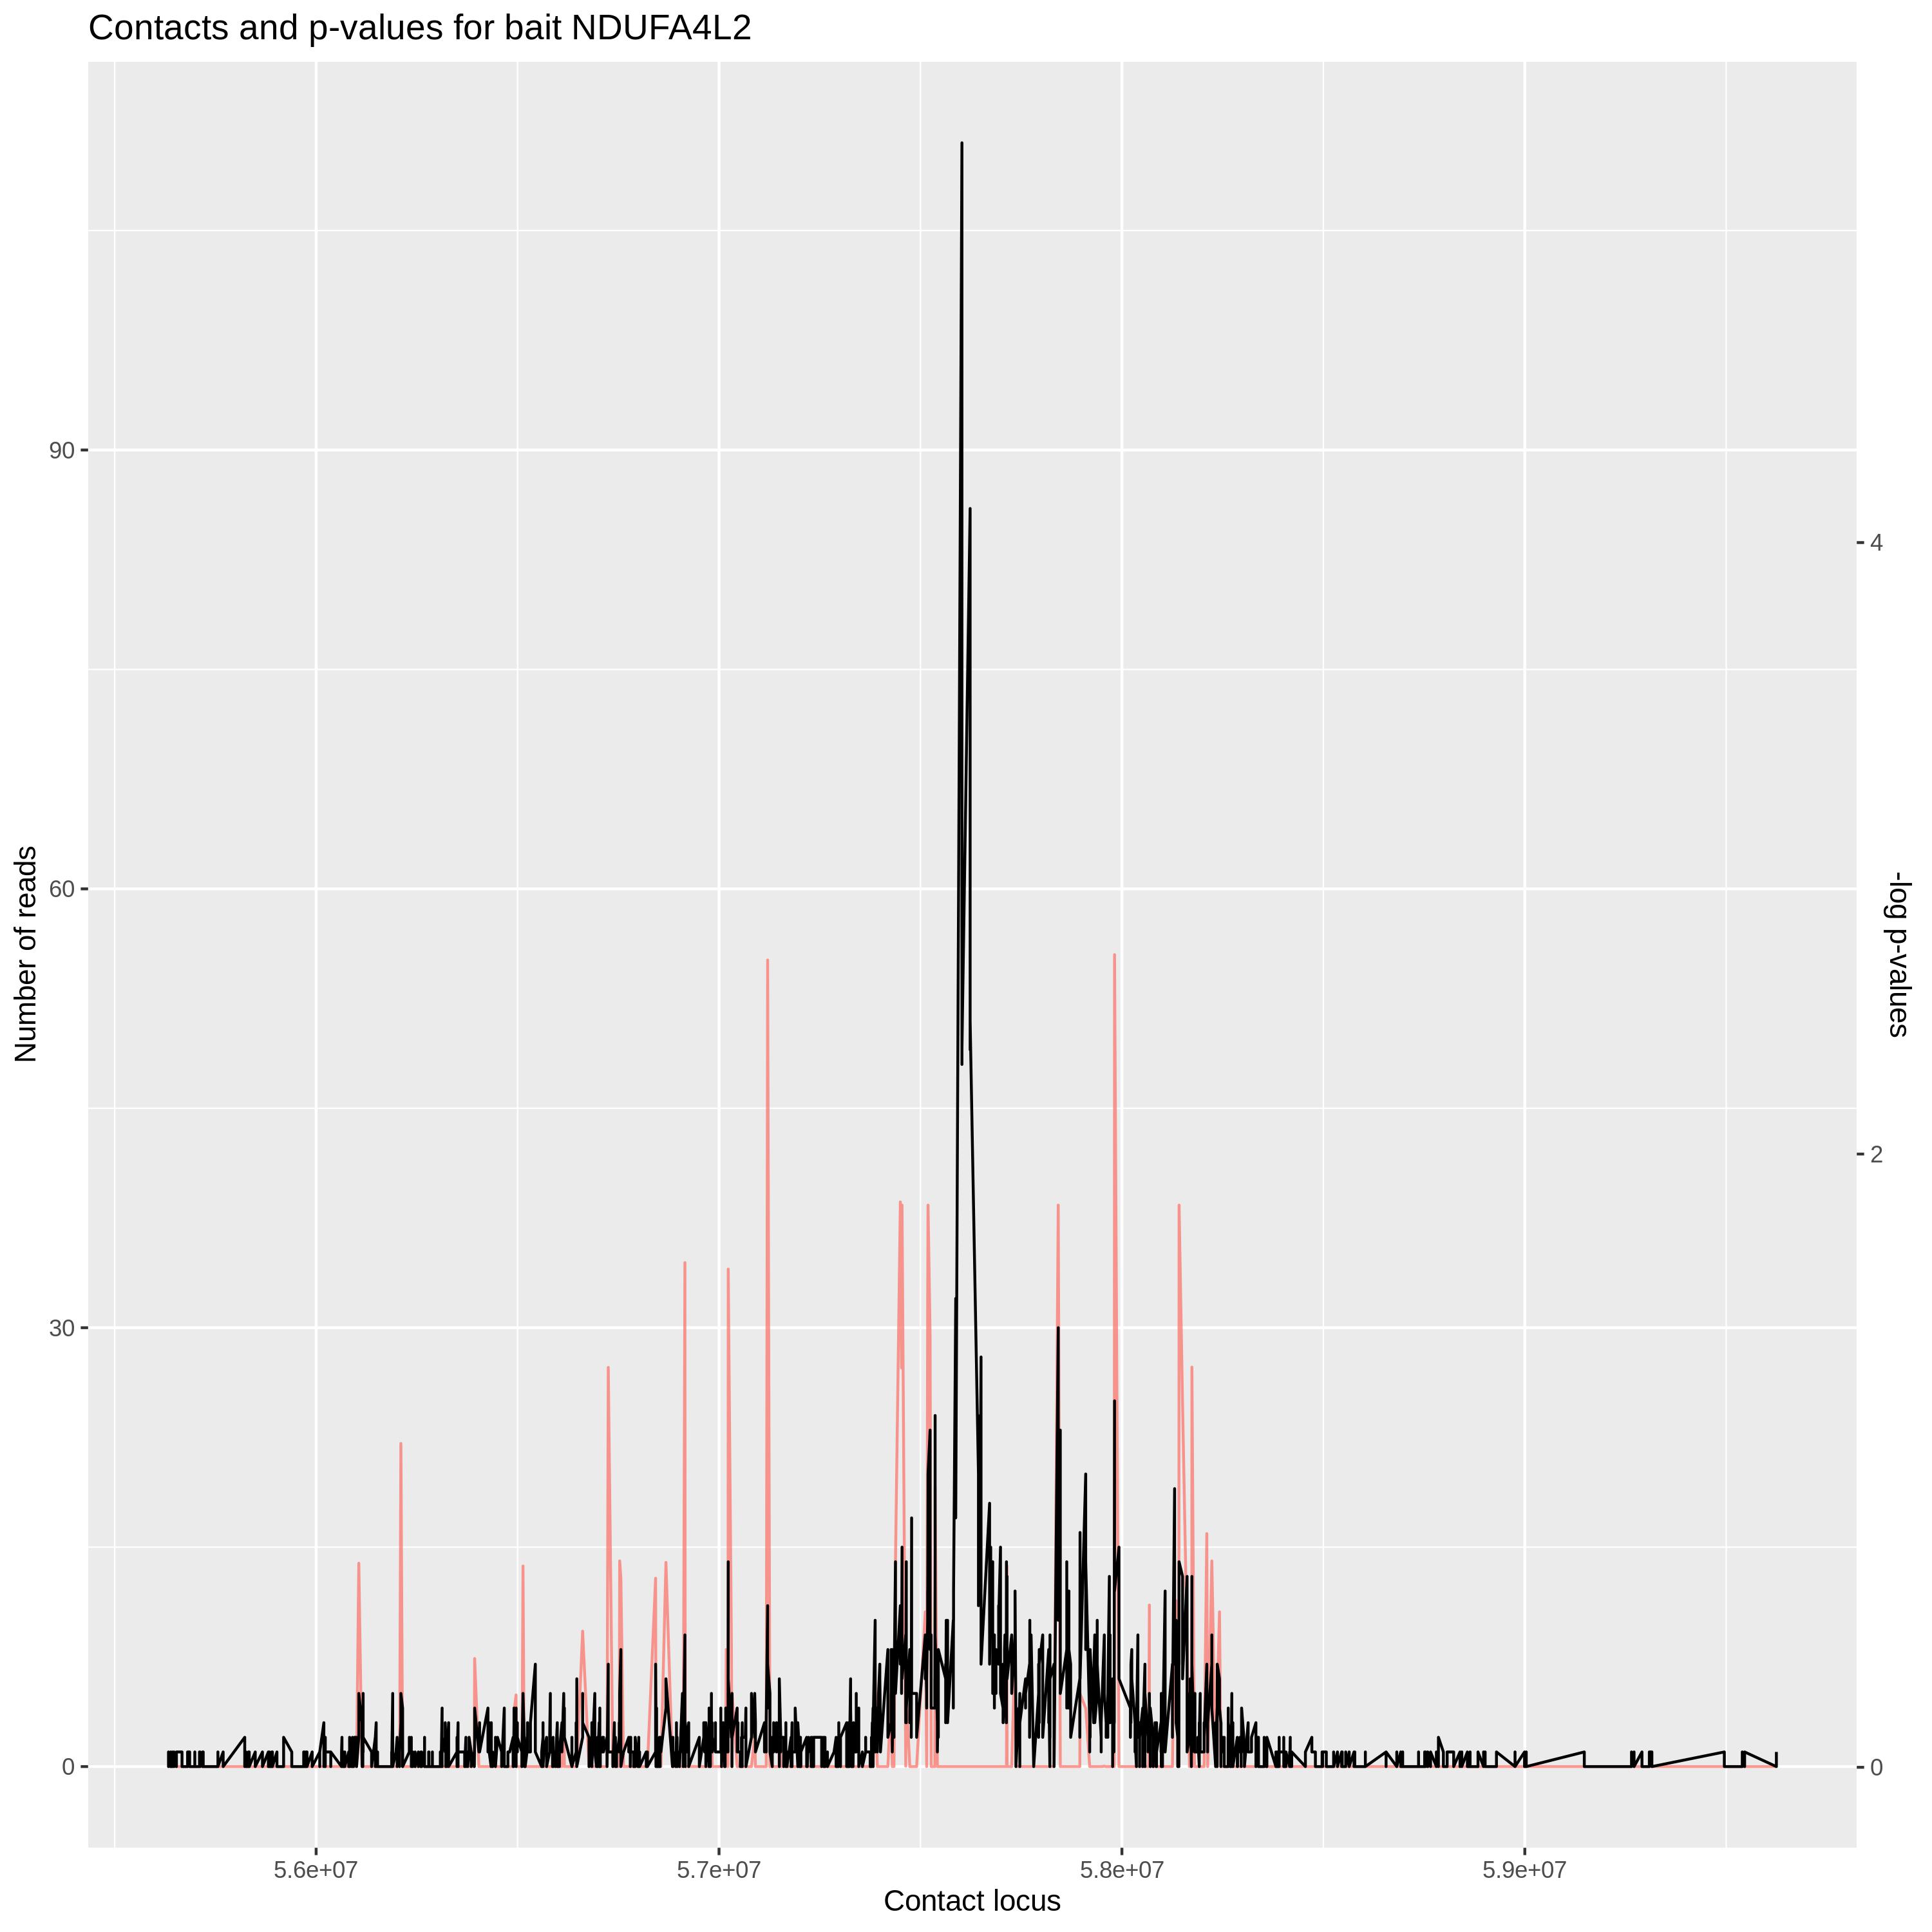 Contacts and p-values for bait NDUFA4L2
90
60
30
0
Number of reads
4
2
0
-log p-values
5.6e+07
5.7e+07
5.8e+07
5.9e+07
Contact locus